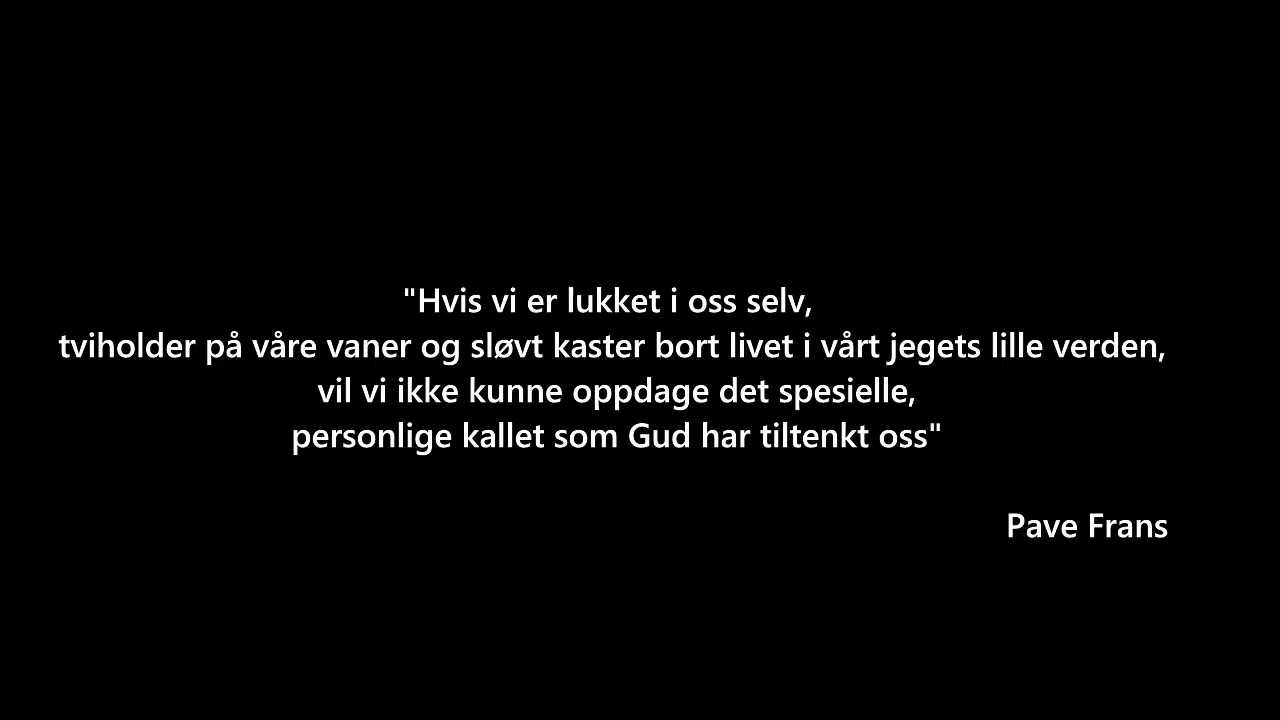 "Hvis vi er lukket i oss selv,
tviholder på våre vaner og sløvt kaster bort livet i vårt jegets lille verden,
vil vi ikke kunne oppdage det spesielle,
personlige kallet som Gud har tiltenkt oss"
Pave Frans